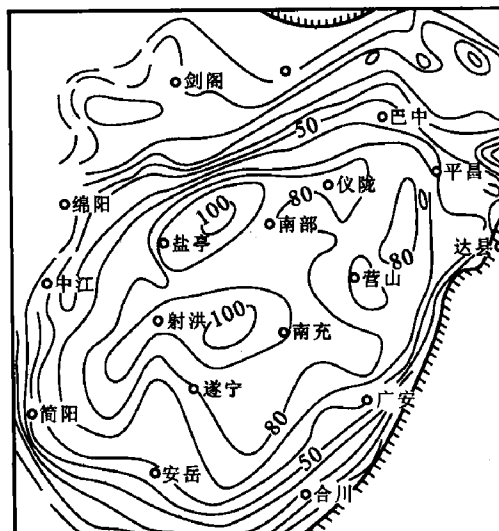 剑阁
巴中
50
平昌
仪陇
80
绵阳
100
南部
0
盐亭
达县
80
中江
营山
射洪
100
南充
遂宁
广安
简阳
80
50
安岳
合川